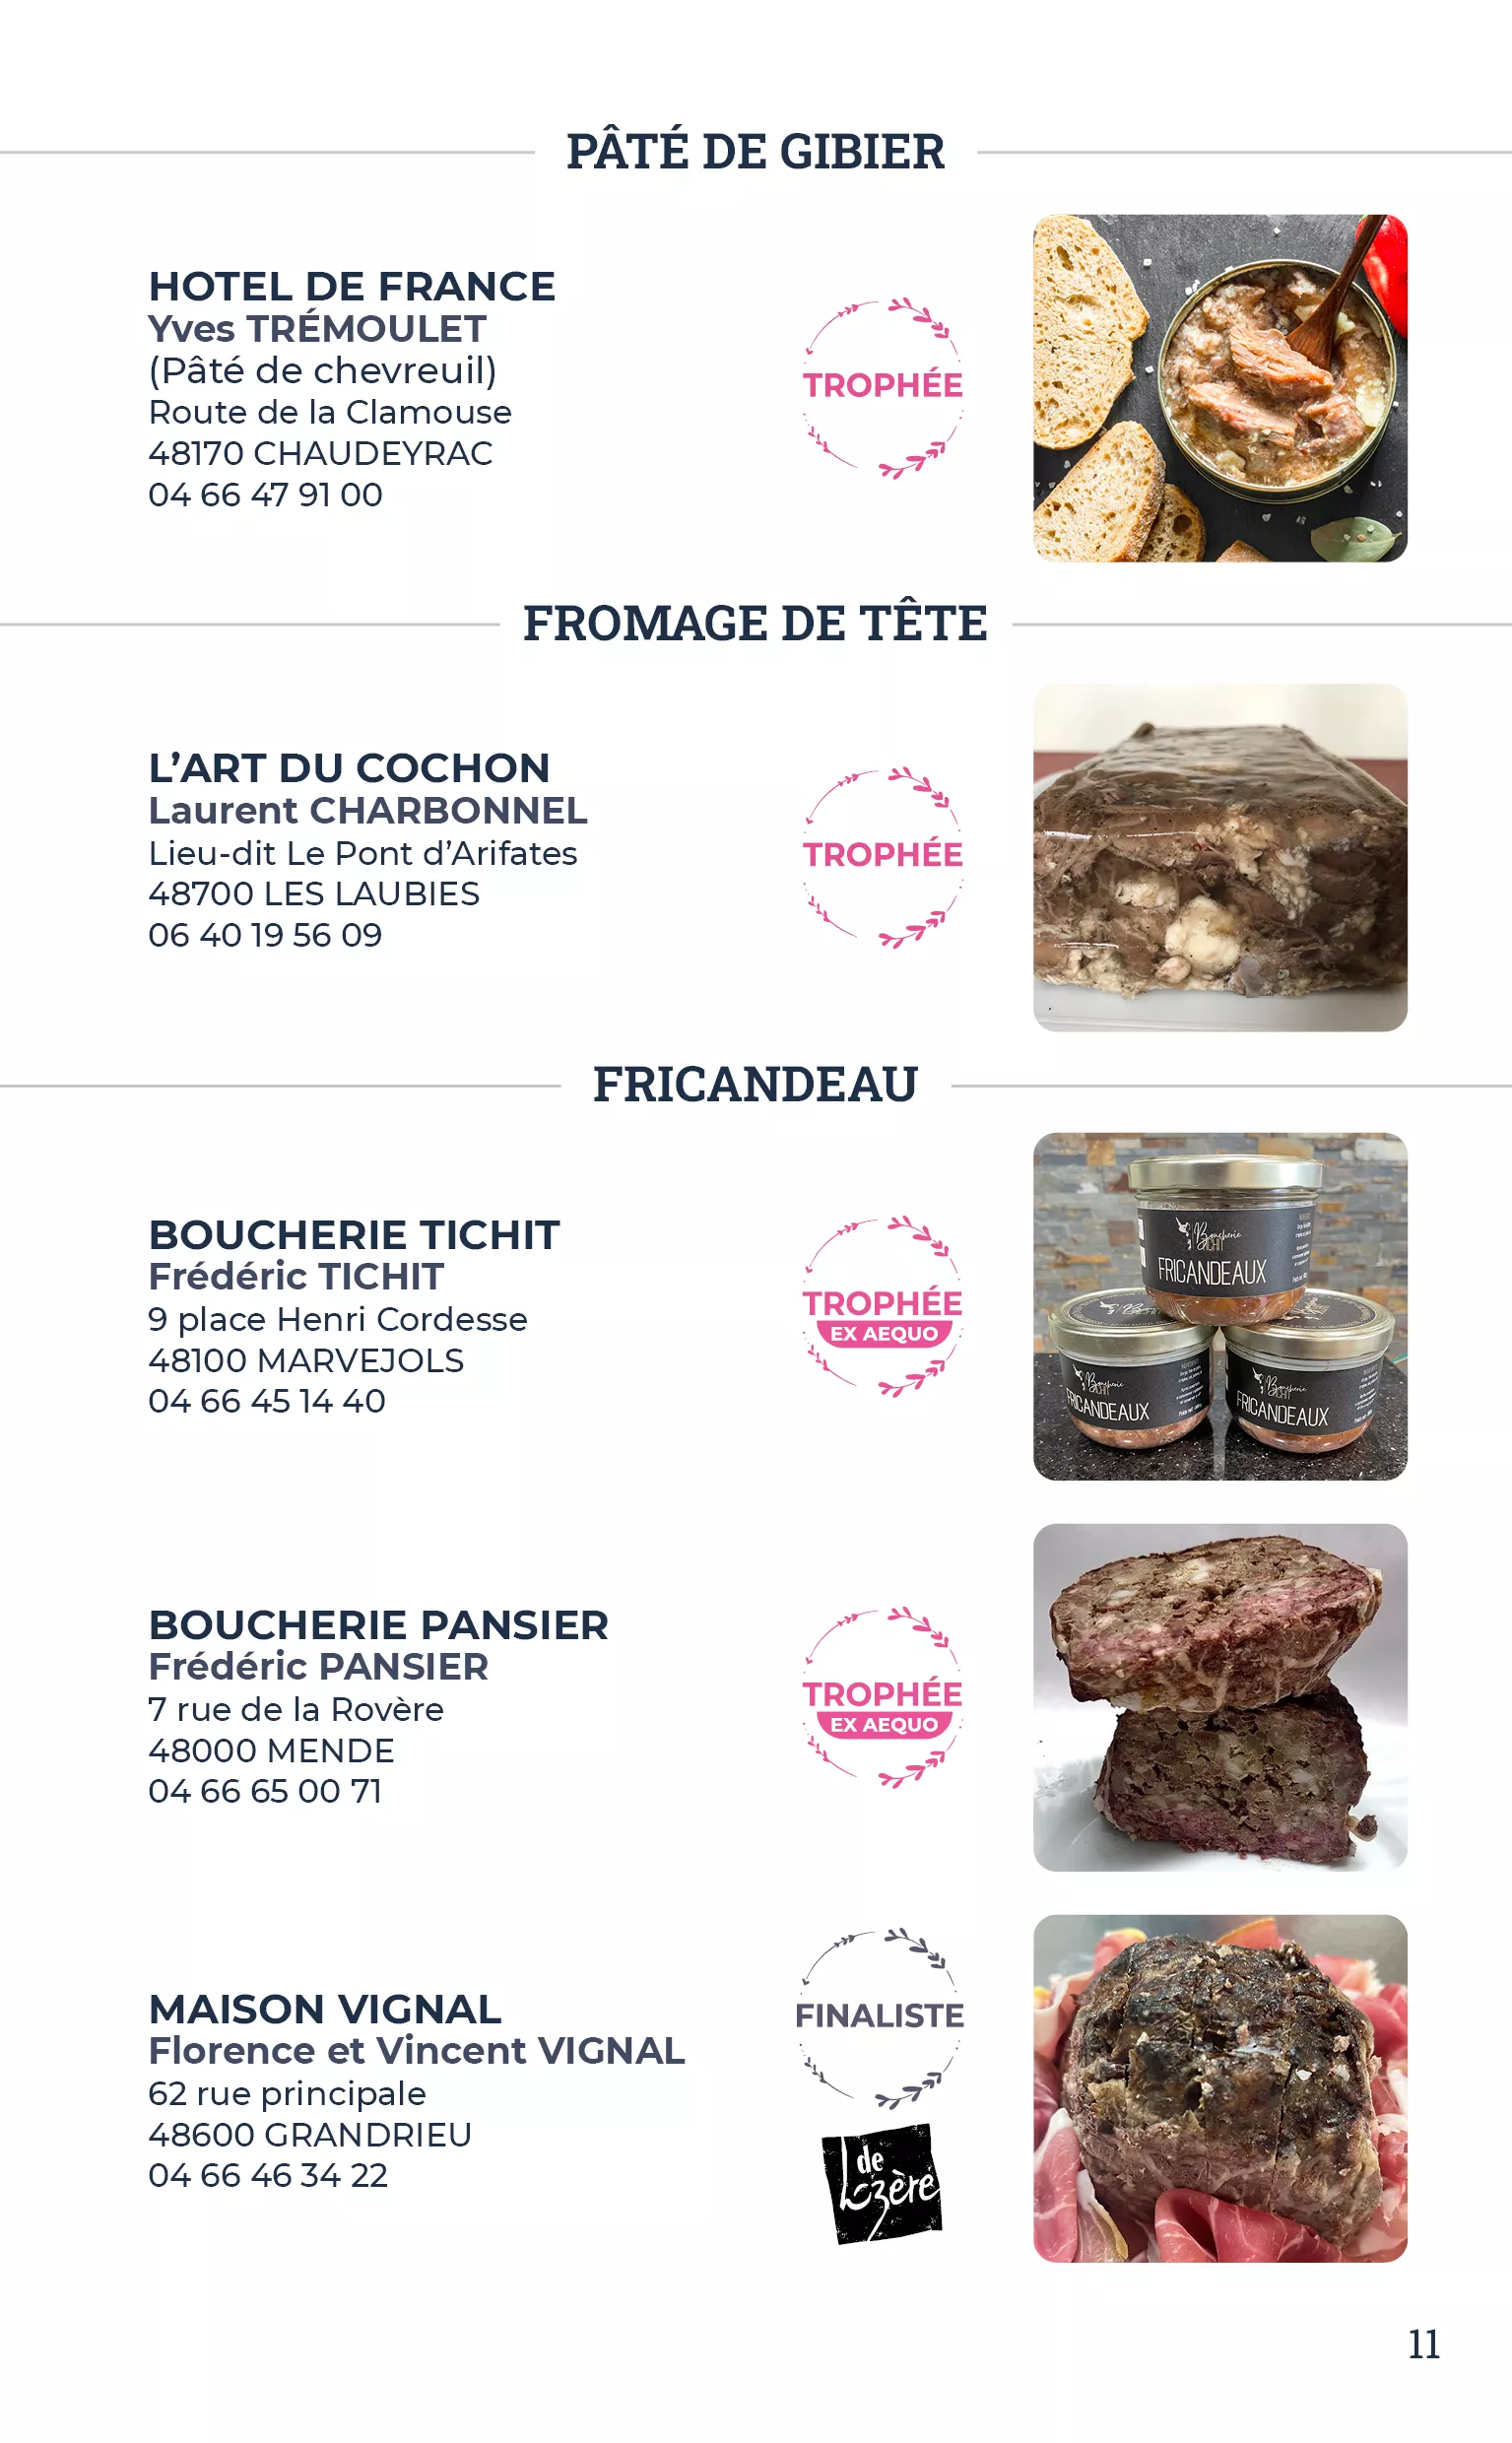 PÂTÉ DE GIBIER
HOTEL DE FRANCE
Yves TRÉMOULET
(Pâté de chevreuil)
Route de la Clamouse
48170 CHAUDEYRAC
04 66 47 91 00
TROPHÉE
FROMAGE DE TÊTE
L’ART DU COCHON
Laurent CHARBONNEL
Lieu-dit Le Pont d’Arifates
48700 LES LAUBIES
06 40 19 56 09
TROPHÉE
FRICANDEAU
BOUCHERIE TICHIT
Frédéric TICHIT
9 place Henri Cordesse
48100 MARVEJOLS
04 66 45 14 40
TROPHÉE
EX AEQUO
Boucherie
TICHIT
FRICANDEAUX
Boucherie
FRICANDEAUX
Boucherie
FRICANDEAUX
BOUCHERIE PANSIER
Frédéric PANSIER
7 rue de la Rovère
48000 MENDE
04 66 65 00 71
TROPHÉE
EX AEQUO
MAISON VIGNAL
Florence et Vincent VIGNAL
62 rue principale
48600 GRANDRIEU
04 66 46 34 22
FINALISTE
de
Lozère
11